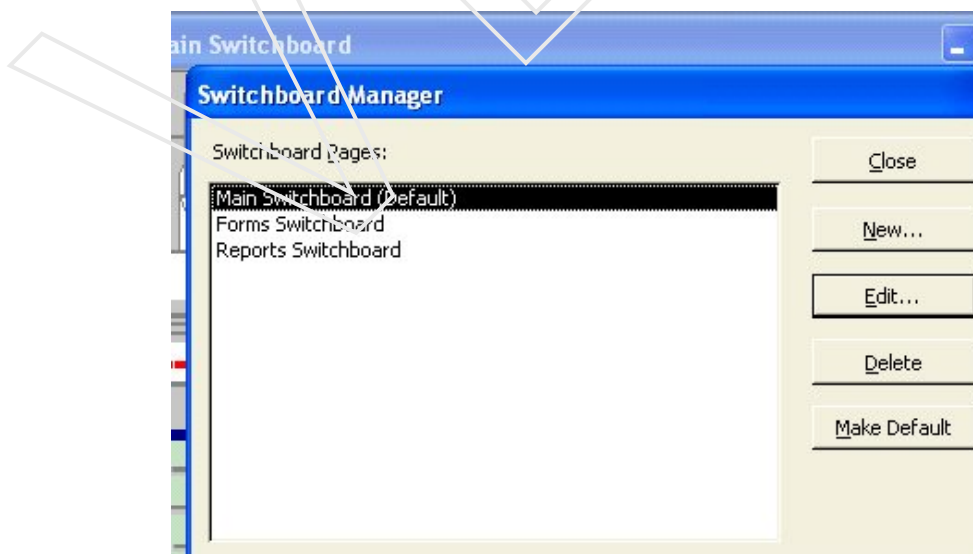 ain Switchboard
Switchboard Manager
Switchboard Pages:
Close
Main Switchboard (Default)
Forms Switchboard
Reports Switchboard
New...
Edit...
Delete
Make Default